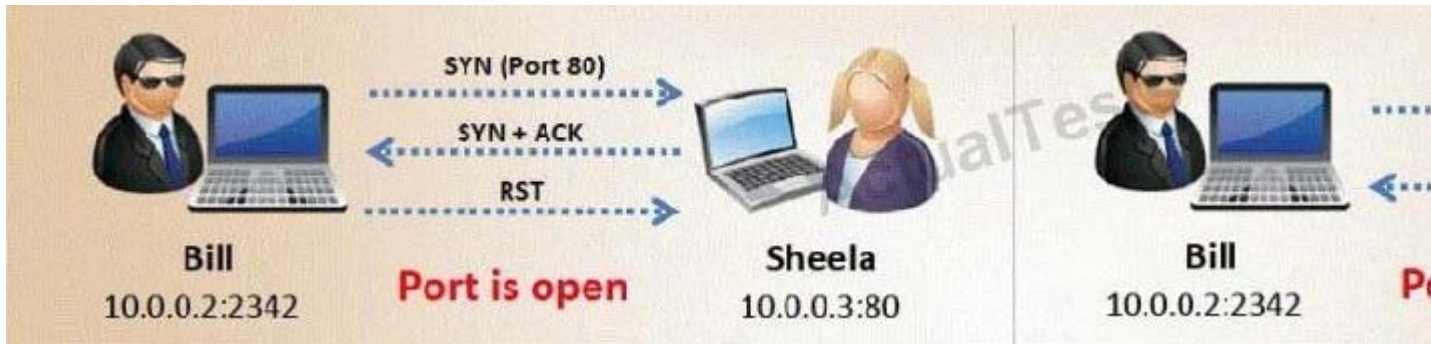 SYN (Port 80)
SYN + ACK
RST
Bill
10.0.0.2:2342
Port is open
Sheela
10.0.0.3:80
Bill
10.0.0.2:2342